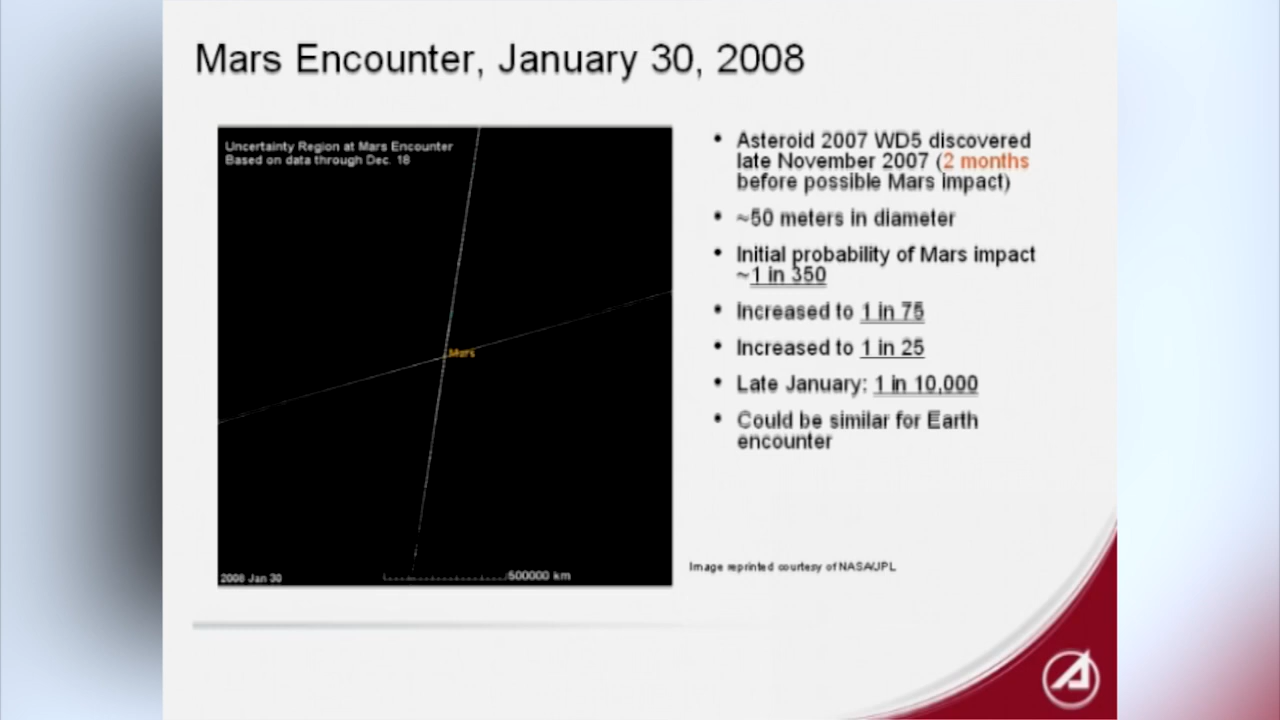 Mars Encounter, January 30, 2008
Uncertainty Region at Mars Encounter
Based on data through Dec. 18
Mars
2008 Jan 30
500000 km
• Asteroid 2007 WD5 discovered
late November 2007 (2 months
before possible Mars impact)
• ~50 meters in diameter
• Initial probability of Mars impact
~1 in 350
• Increased to 1 in 75
• Increased to 1 in 25
• Late January: 1 in 10,000
• Could be similar for Earth
encounter
Image reprinted courtesy of NASA/JPL